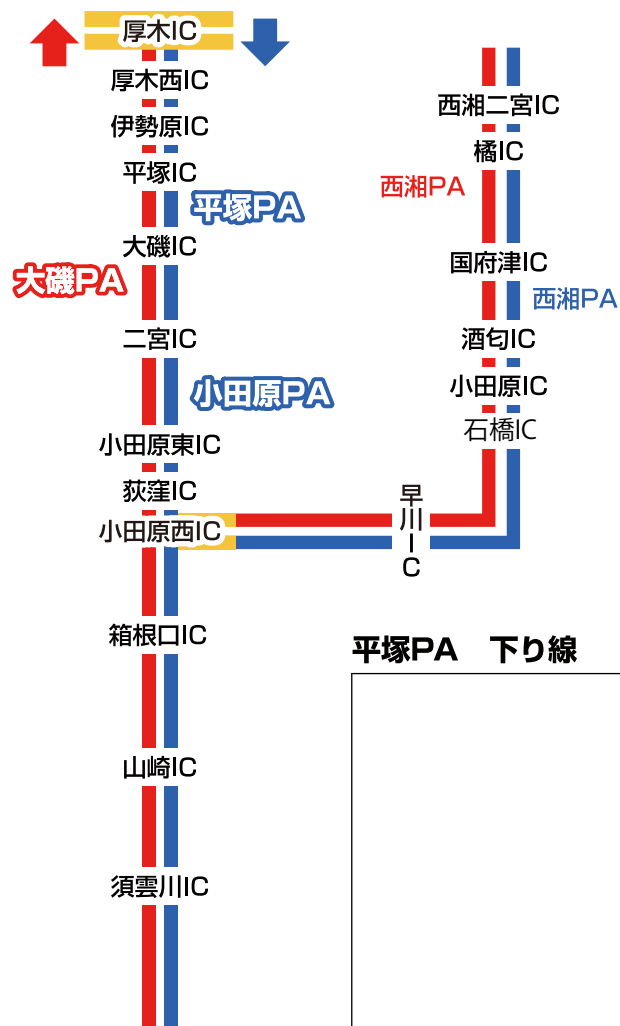 厚木IC
厚木西IC
伊勢原IC
平塚IC
平塚PA
大磯IC
大磯PA
二宮IC
小田原PA
小田原東IC
荻窪IC
小田原西IC
箱根口IC
山崎IC
須雲川IC
西湘二宮IC
橘IC
西湘PA
国府津IC
西湘PA
酒匂IC
小田原IC
石橋IC
早川IC
平塚PA 下り線